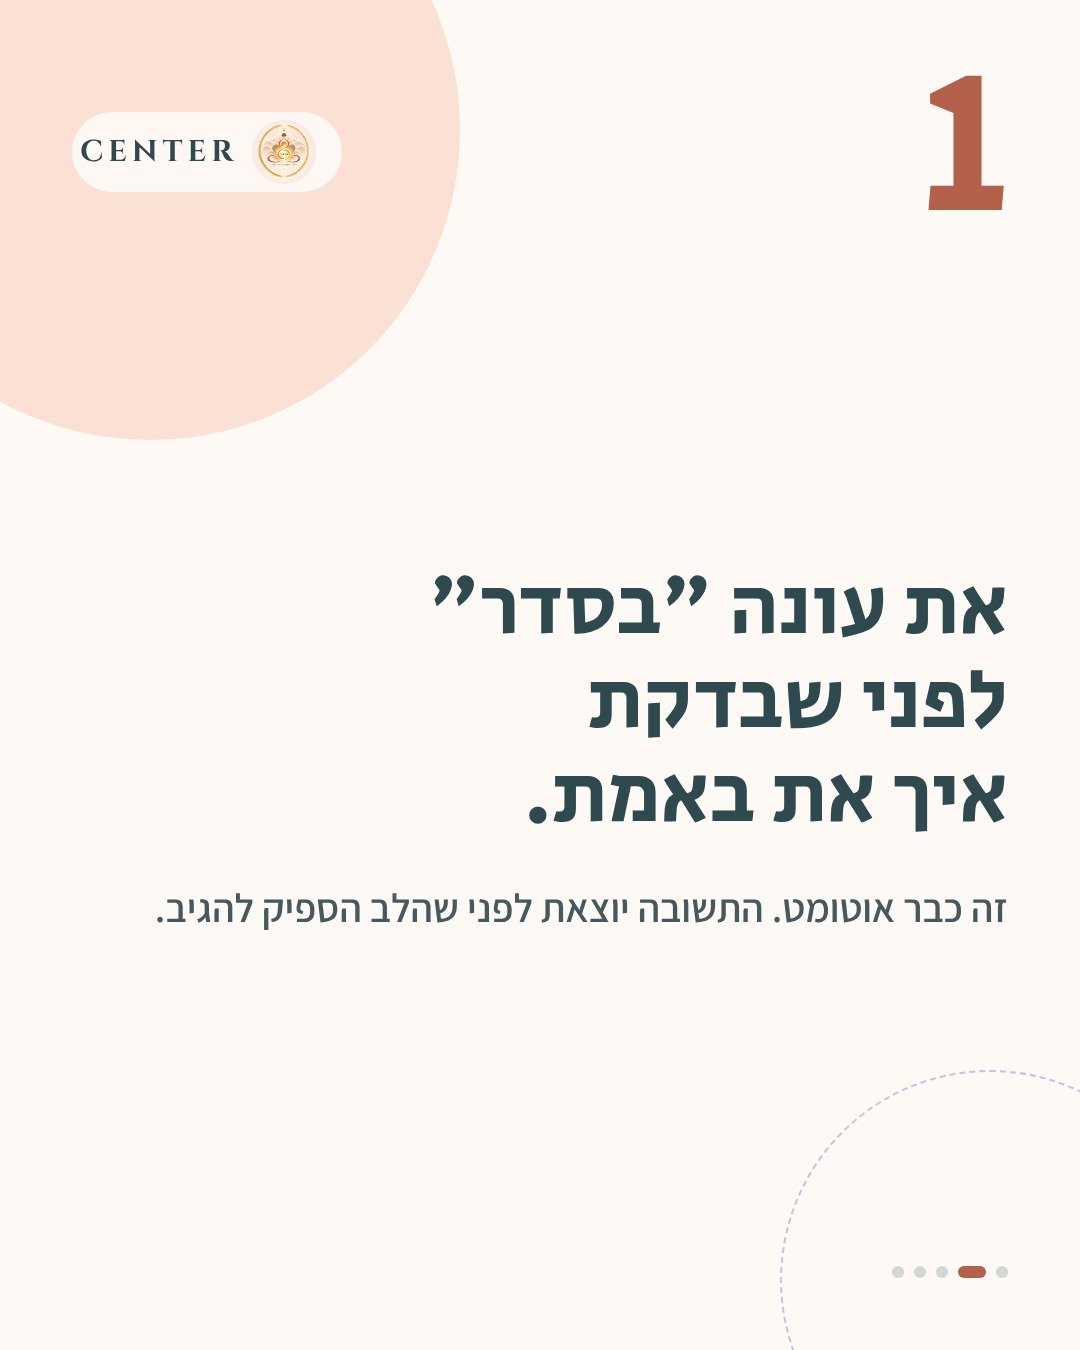 CENTER
1
את עונה ”בסדר”
לפני שבדקת
איך את באמת.
זה כבר אוטומט. התשובה יוצאת לפני שהלב הספיק להגיב.